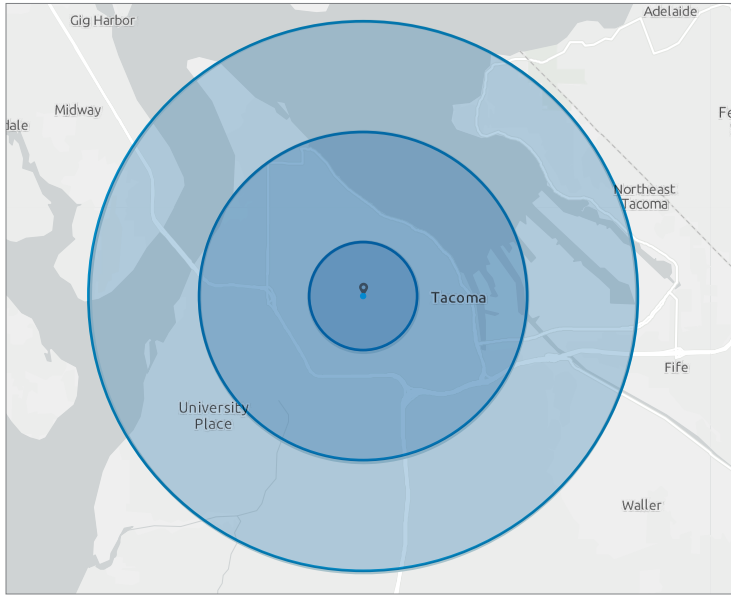 Adelaide
Gig Harbor
Midway
Fe
dale
Northeast
Tacoma
Tacoma
Fife
University
Place
Waller